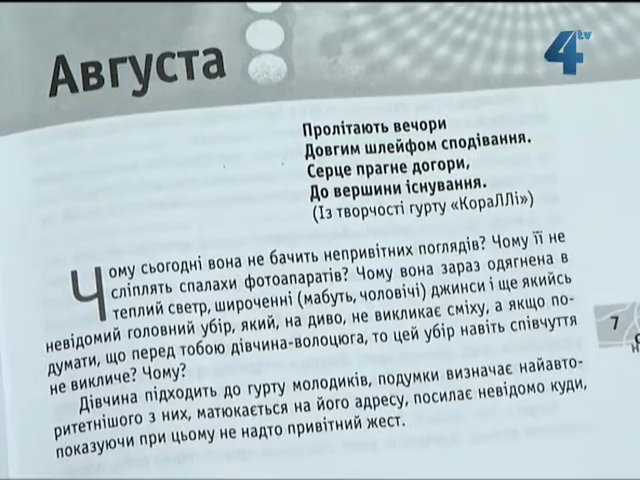 4 tv
Августа
Пролітають вечори
Довгим шлейфом сподівання.
Серце прагне догори,
До вершини існування.
(Із творчості гурту «КораЛЛі»)
Чому сьогодні вона не бачить непривітних поглядів? Чому її не
сліплять спалахи фотоапаратів? Чому вона зараз одягнена в
теплий светр, широченні (мабуть, чоловічі) джинси і ще якийсь
невідомий головний убір, який, на диво, не викликає сміху, а якщо по-
думати, що перед тобою дівчина-волоцюга, то цей убір навіть співчуття
не викличе? Чому?
Дівчина підходить до гурту молодиків, подумки визначає найавто-
ритетнішого з них, матюкається на його адресу, посилає невідомо куди,
показуючи при цьому не надто привітний жест.
7